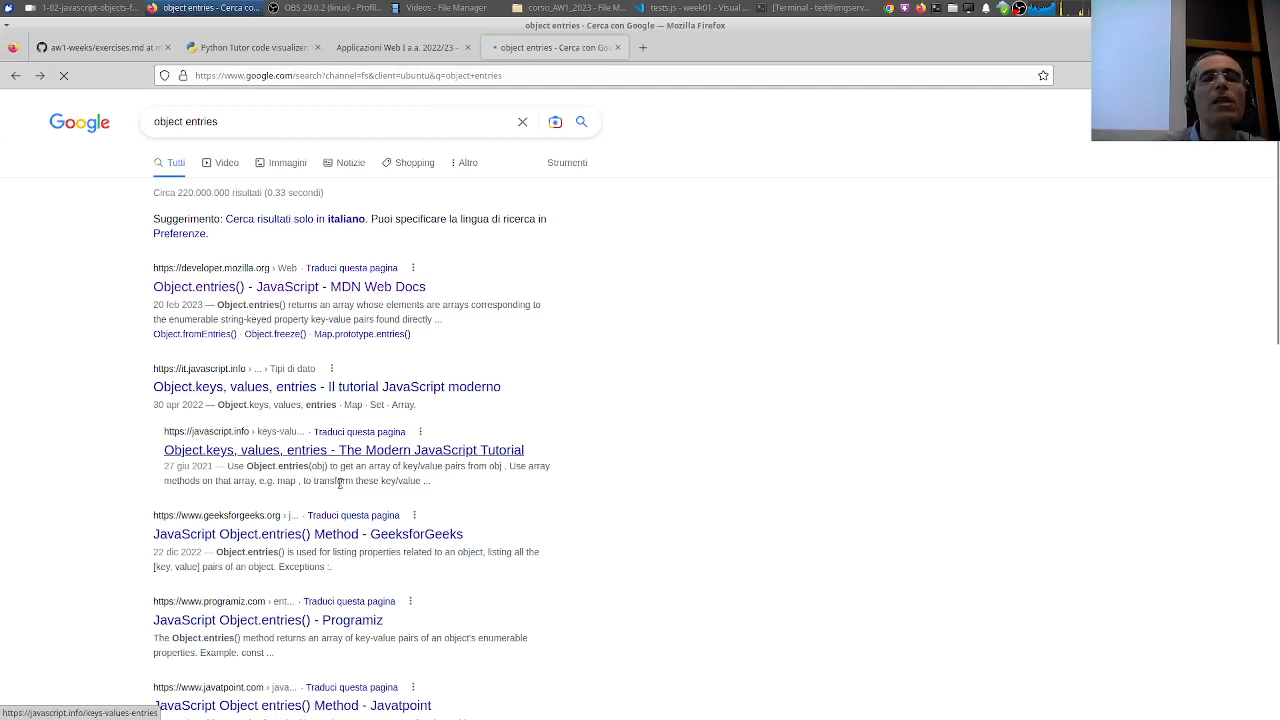 1-02-javascript-objects-f...
object entries - Cerca co...
OBS 29.0.2 (linux) - Profil...
Videos - File Manager
corso_AW1_2023 - File ...
tests.js - week01 - Visual ...
[Terminal - ted@imgserv...
object entries - Cerca con Google — Mozilla Firefox
aw1-weeks/exercises.md at m
Python Tutor code visualizer
Applicazioni Web I a.a. 2022/23 –
object entries - Cerca con Goo
https://www.google.com/search?channel=fs&client=ubuntu&q=object+entries
Google
object entries
Tutti
Video
Immagini
Notizie
Shopping
Altro
Strumenti
Circa 220.000.000 risultati (0,33 secondi)
Suggerimento: Cerca risultati solo in italiano. Puoi specificare la lingua di ricerca in
Preferenze.
https://developer.mozilla.org › Web · Traduci questa pagina
Object.entries() - JavaScript - MDN Web Docs
20 feb 2023 — Object.entries() returns an array whose elements are arrays corresponding to
the enumerable string-keyed property key-value pairs found directly ...
Object.fromEntries() · Object.freeze() · Map.prototype.entries()
https://it.javascript.info › ... › Tipi di dato
Object.keys, values, entries - Il tutorial JavaScript moderno
30 apr 2022 — Object.keys, values, entries · Map · Set · Array.
https://javascript.info › keys-valu... · Traduci questa pagina
Object.keys, values, entries - The Modern JavaScript Tutorial
27 giu 2021 — Use Object.entries(obj) to get an array of key/value pairs from obj . Use array
methods on that array, e.g. map , to transform these key/value ...
https://www.geeksforgeeks.org › j... · Traduci questa pagina
JavaScript Object.entries() Method - GeeksforGeeks
22 dic 2022 — Object.entries() is used for listing properties related to an object, listing all the
[key, value] pairs of an object. Exceptions :.
https://www.programiz.com › ent... · Traduci questa pagina
JavaScript Object.entries() - Programiz
The Object.entries() method returns an array of key-value pairs of an object's enumerable
properties. Example. const ...
https://www.javatpoint.com › java... · Traduci questa pagina
JavaScript Object entries() Method - Javatpoint
https://javascript.info/keys-values-entries